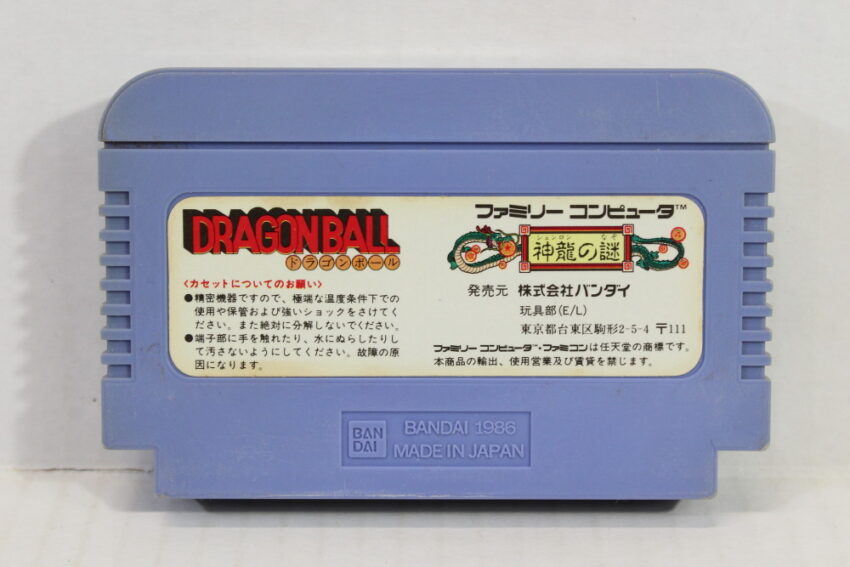 DRAGONBALL
ドラゴンボール
<カセットについてのお願い>
●精密機器ですので、極端な温度条件下での
使用や保管および強いショックをさけてく
ださい。また絶対に分解しないでください。
●端子部に手を触れたり、水にぬらしたりし
て汚さないようにしてください。故障の原
因になります。
ファミリー コンピュータ™
シェンロン なぞ
神龍の謎
発売元 株式会社バンダイ
玩具部(E/L)
東京都台東区駒形2-5-4 〒111
ファミリー コンピュータ™・ファミコンは任天堂の商標です。
本商品の輸出、使用営業及び賃貸を禁じます。
BAN
DAI
BANDAI 1986
MADE IN JAPAN